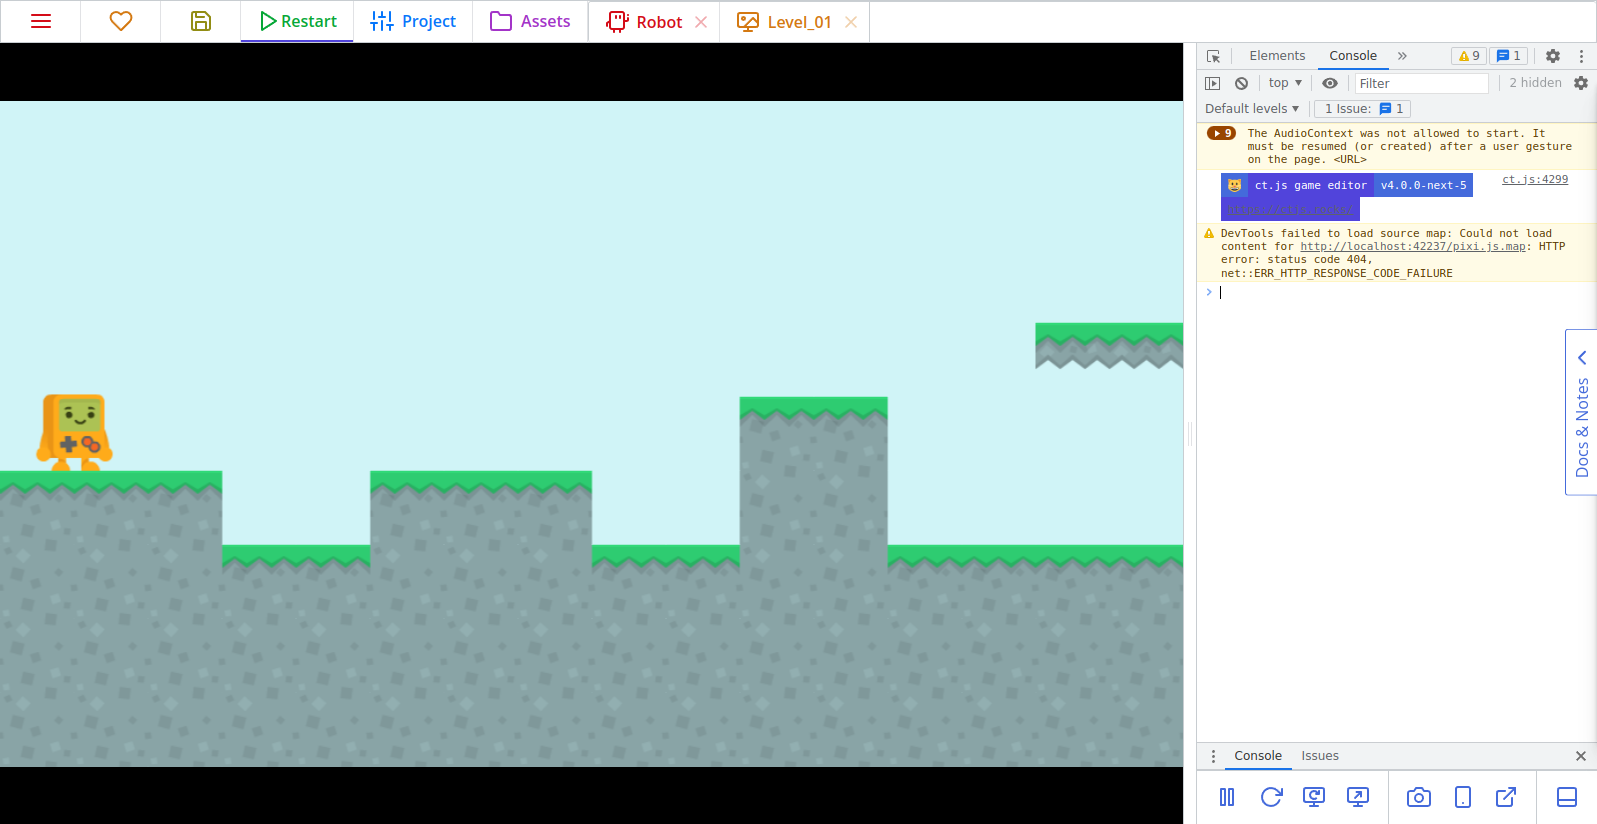 Restart
Project
Assets
Robot
Level_01
Elements
Console
9
1
top
Filter
2 hidden
Default levels
1 Issue:
1
9
The AudioContext was not allowed to start. It
must be resumed (or created) after a user gesture
on the page. <URL>
ct.js game editor
v4.0.0-next-5
ct.js:4299
https://ctjs.rocks/
DevTools failed to load source map: Could not load
content for http://localhost:42237/pixi.js.map: HTTP
error: status code 404,
net::ERR_HTTP_RESPONSE_CODE_FAILURE
Docs & Notes
Console
Issues